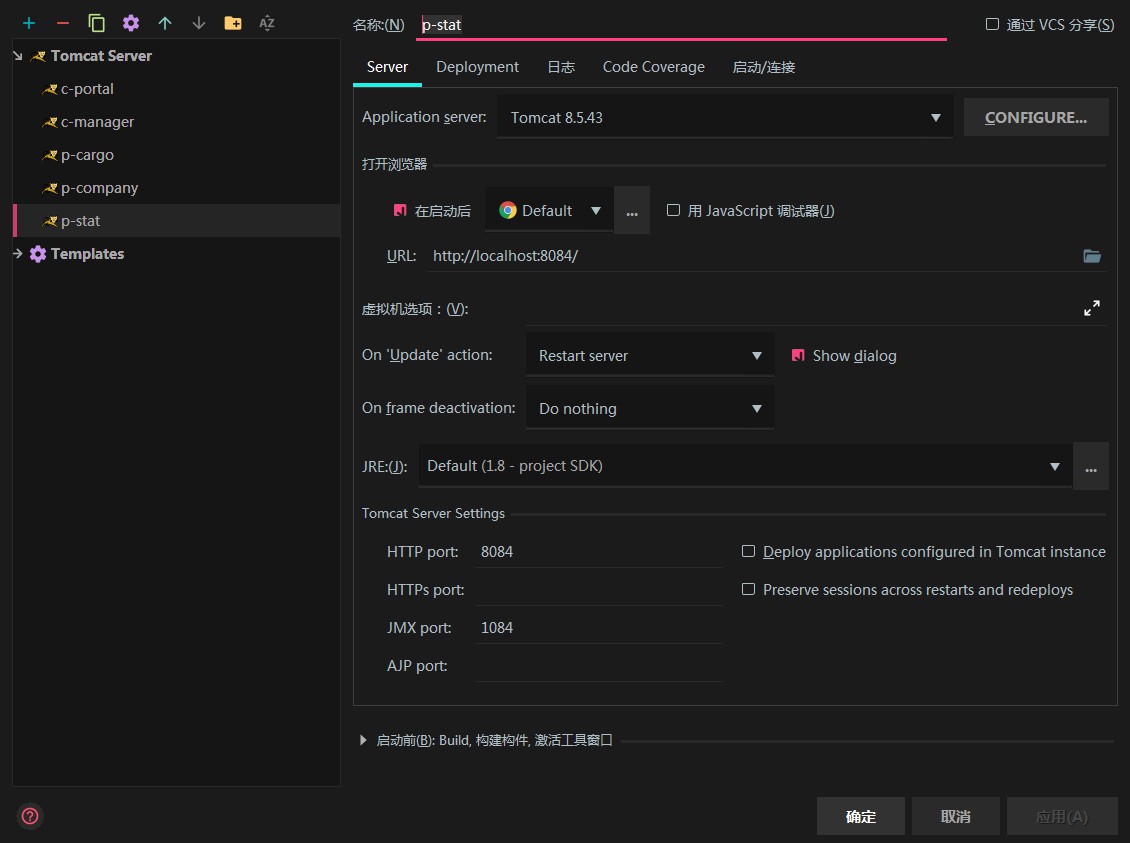 名称:(N) p-stat 通过 VCS 分享(S)
Tomcat Server
c-portal
c-manager
p-cargo
p-company
p-stat
Templates
Server Deployment 日志 Code Coverage 启动/连接
Application server: Tomcat 8.5.43 CONFIGURE...
打开浏览器
在启动后 Default ... 用 JavaScript 调试器(J)
URL: http://localhost:8084/
虚拟机选项：(V):
On 'Update' action: Restart server Show dialog
On frame deactivation: Do nothing
JRE:(J): Default (1.8 - project SDK) ...
Tomcat Server Settings
HTTP port: 8084 Deploy applications configured in Tomcat instance
HTTPs port: Preserve sessions across restarts and redeploys
JMX port: 1084
AJP port:
启动前(B): Build, 构建构件, 激活工具窗口
? 确定 取消 应用(A)